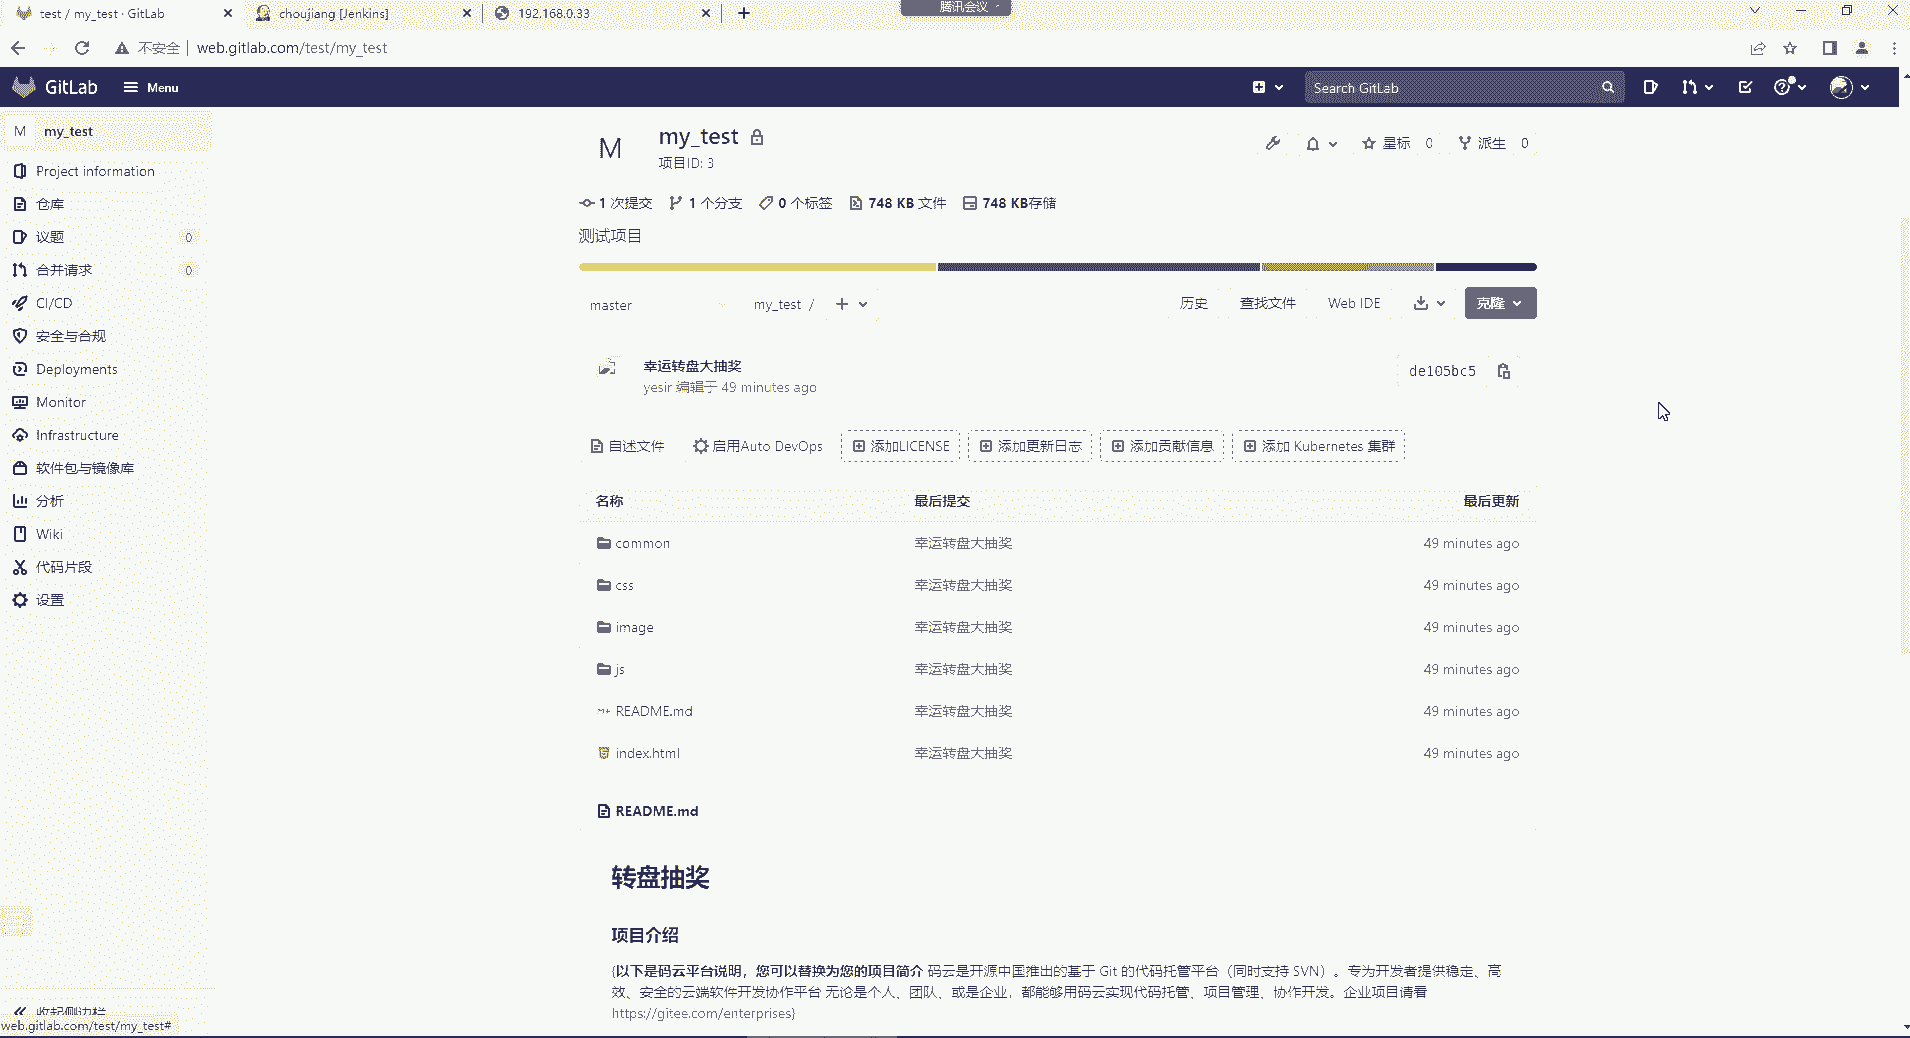 test / my_test · GitLab
choujiang [Jenkins]
192.168.0.33
腾讯会议
不安全
web.gitlab.com/test/my_test
GitLab
Menu
Search GitLab
M
my_test
Project information
仓库
议题 0
合并请求 0
CI/CD
安全与合规
Deployments
Monitor
Infrastructure
软件包与镜像库
分析
Wiki
代码片段
设置
收起侧边栏
web.gitlab.com/test/my_test#
M
my_test
项目ID: 3
星标 0
派生 0
1 次提交 1 个分支 0 个标签 748 KB 文件 748 KB存储
测试项目
master
my_test / +
历史
查找文件
Web IDE
克隆
幸运转盘大抽奖
yesir 编辑于 49 minutes ago
de105bc5
自述文件 启用Auto DevOps 添加LICENSE 添加更新日志 添加贡献信息 添加 Kubernetes 集群
名称 最后提交 最后更新
common 幸运转盘大抽奖 49 minutes ago
css 幸运转盘大抽奖 49 minutes ago
image 幸运转盘大抽奖 49 minutes ago
js 幸运转盘大抽奖 49 minutes ago
README.md 幸运转盘大抽奖 49 minutes ago
index.html 幸运转盘大抽奖 49 minutes ago
README.md
转盘抽奖
项目介绍
{以下是码云平台说明，您可以替换为您的项目简介 码云是开源中国推出的基于 Git 的代码托管平台（同时支持 SVN）。专为开发者提供稳定、高
效、安全的云端软件开发协作平台 无论是个人、团队、或是企业，都能够用码云实现代码托管、项目管理、协作开发。企业项目请看
https://gitee.com/enterprises}